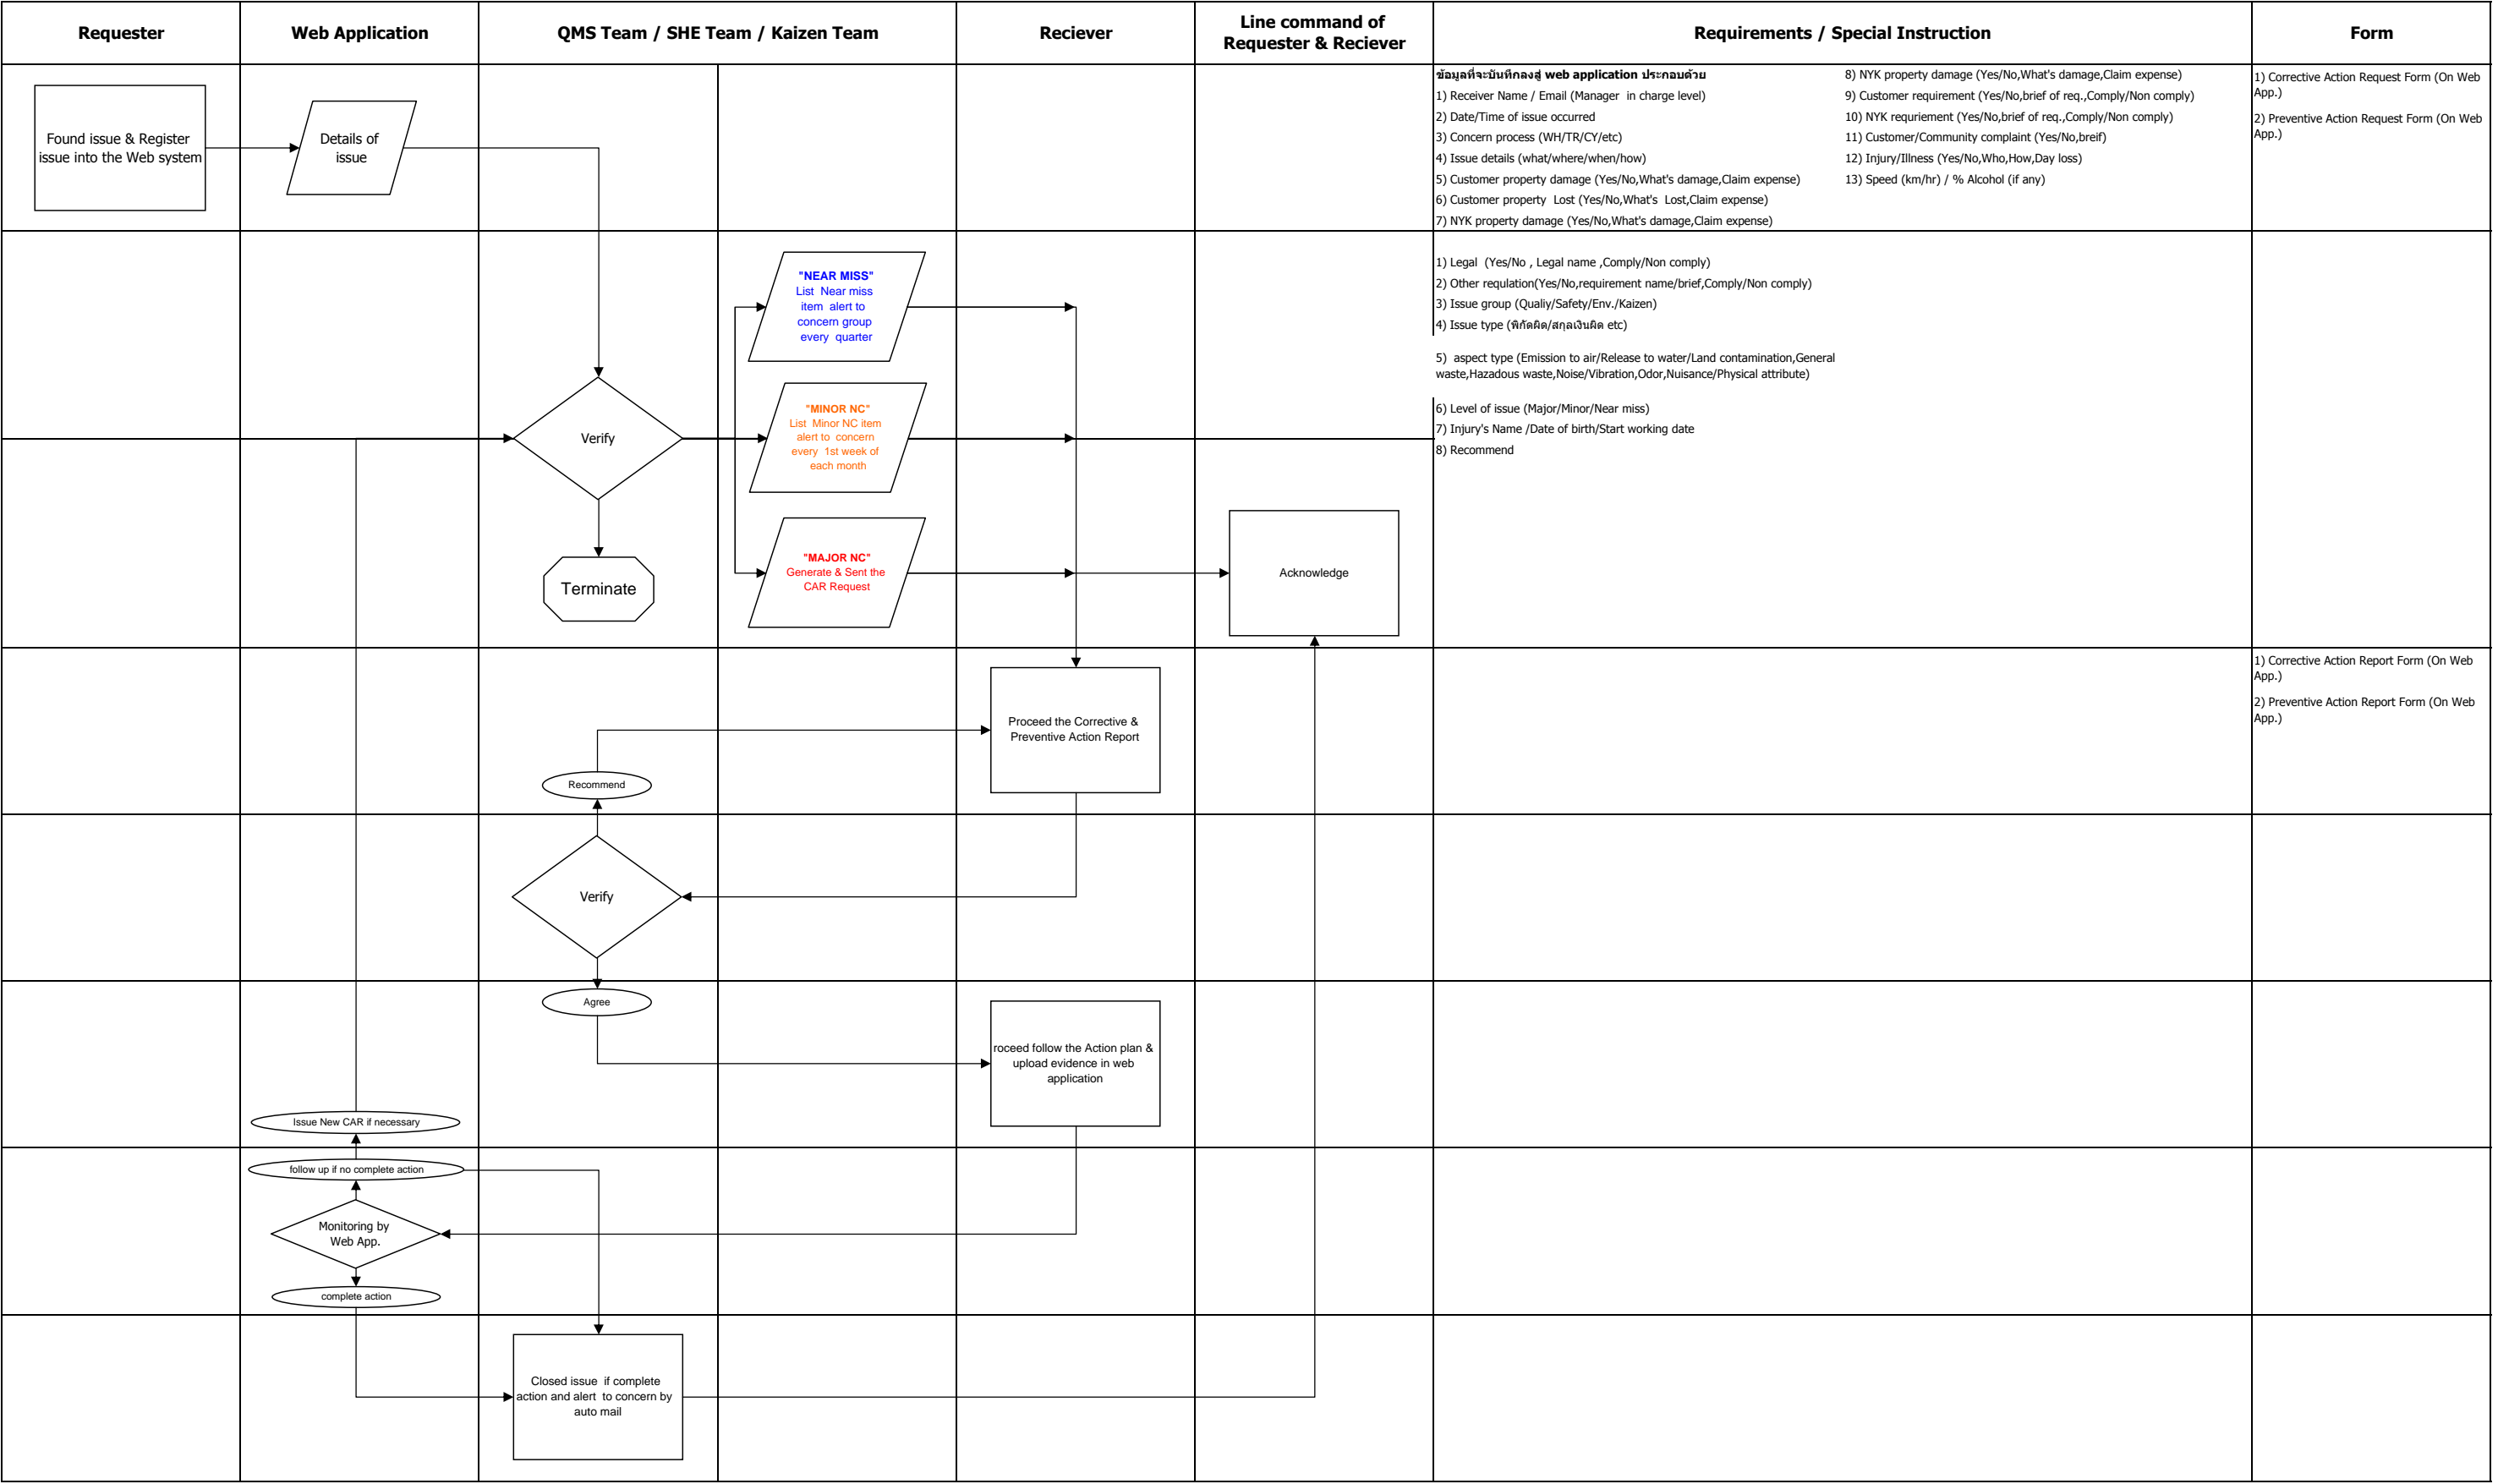 Requester
Web Application
QMS Team / SHE Team / Kaizen Team
Reciever
Line command of
Requester & Reciever
Requirements / Special Instruction
Form
Found issue & Register
issue into the Web system
Details of
issue
ข้อมูลที่จะบันทึกลงสู่ web application ประกอบด้วย
1) Receiver Name / Email (Manager in charge level)
2) Date/Time of issue occurred
3) Concern process (WH/TR/CY/etc)
4) Issue details (what/where/when/how)
5) Customer property damage (Yes/No,What's damage,Claim expense)
6) Customer property Lost (Yes/No,What's Lost,Claim expense)
7) NYK property damage (Yes/No,What's damage,Claim expense)
8) NYK property damage (Yes/No,What's damage,Claim expense)
9) Customer requirement (Yes/No,brief of req.,Comply/Non comply)
10) NYK requriement (Yes/No,brief of req.,Comply/Non comply)
11) Customer/Community complaint (Yes/No,breif)
12) Injury/Illness (Yes/No,Who,How,Day loss)
13) Speed (km/hr) / % Alcohol (if any)
1) Corrective Action Request Form (On Web
App.)
2) Preventive Action Request Form (On Web
App.)
"NEAR MISS"
List Near miss
item alert to
concern group
every quarter
Verify
"MINOR NC"
List Minor NC item
alert to concern
every 1st week of
each month
Terminate
"MAJOR NC"
Generate & Sent the
CAR Request
Acknowledge
1) Legal (Yes/No , Legal name ,Comply/Non comply)
2) Other requlation(Yes/No,requirement name/brief,Comply/Non comply)
3) Issue group (Qualiy/Safety/Env./Kaizen)
4) Issue type (พิกัดผิด/สกุลเงินผิด etc)
5) aspect type (Emission to air/Release to water/Land contamination,General
waste,Hazadous waste,Noise/Vibration,Odor,Nuisance/Physical attribute)
6) Level of issue (Major/Minor/Near miss)
7) Injury's Name /Date of birth/Start working date
8) Recommend
Proceed the Corrective &
Preventive Action Report
Recommend
1) Corrective Action Report Form (On Web
App.)
2) Preventive Action Report Form (On Web
App.)
Verify
Agree
roceed follow the Action plan &
upload evidence in web
application
Issue New CAR if necessary
follow up if no complete action
Monitoring by
Web App.
complete action
Closed issue if complete
action and alert to concern by
auto mail